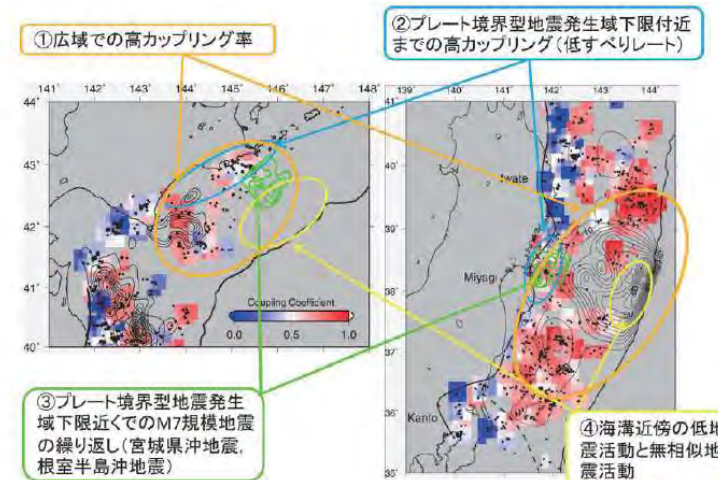 ①広域での高カップリング率
②プレート境界型地震発生域下限付近
までの高カップリング(低すべりレート)
141° 142° 143° 144° 145° 146° 147° 148°
139° 140° 141° 142° 143° 144°
44°
43°
42°
41°
40°
Coupling Coefficient
0.0 0.5 1.0
41°
40°
39°
38°
37°
36°
35°
Iwate
Miyagi
Kanto
③プレート境界型地震発生
域下限近くでのM7規模地震
の繰り返し(宮城県沖地震,
根室半島沖地震)
④海溝近傍の低地
震活動と無相似地
震活動